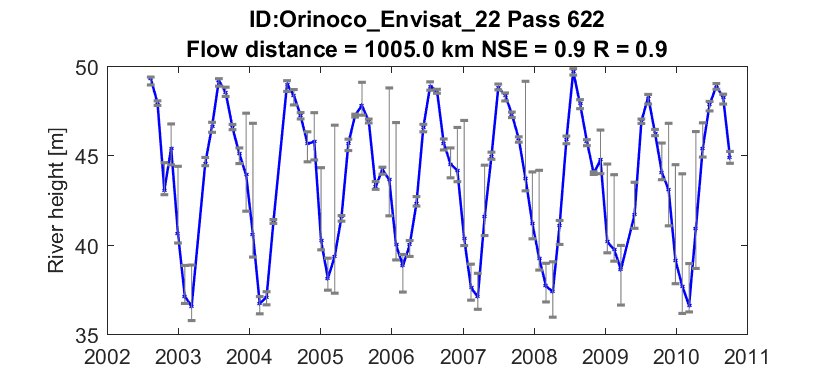 ID:Orinoco_Envisat_22 Pass 622
Flow distance = 1005.0 km NSE = 0.9 R = 0.9
River height [m]
50
45
40
35
2002 2003 2004 2005 2006 2007 2008 2009 2010 2011